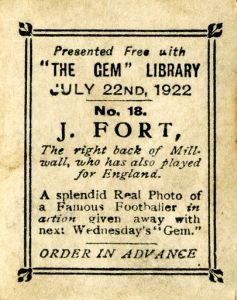 Presented Free with
"THE GEM" LIBRARY
JULY 22ND, 1922
No. 18.
J. FORT,
The right back of Mill-
wall, who has also played
for England.
A splendid Real Photo of
a Famous Footballer in
action given away with
next Wednesday's "Gem."
ORDER IN ADVANCE